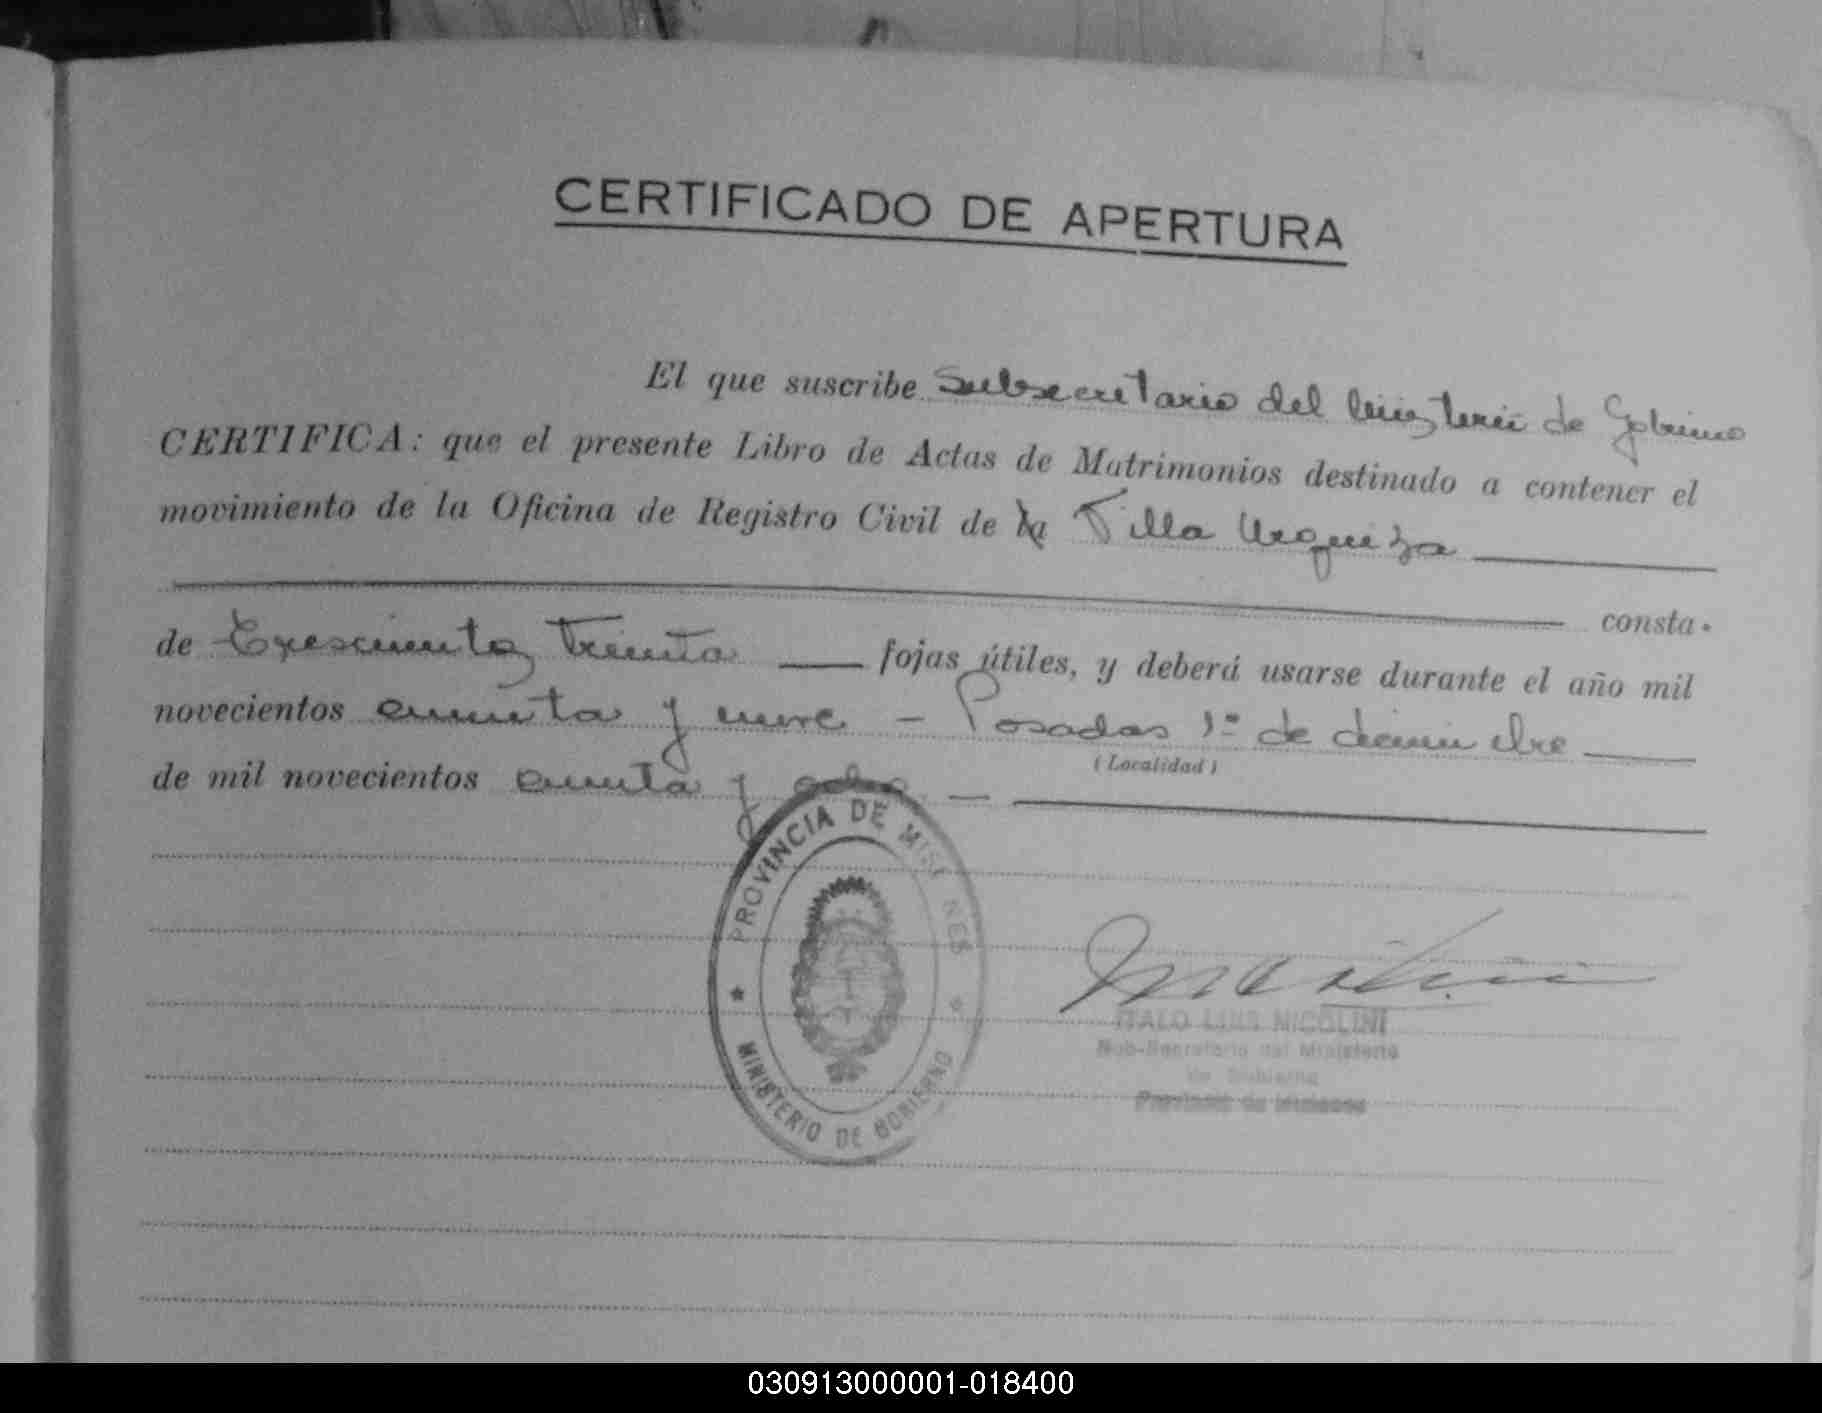 CERTIFICADO DE APERTURA
El que suscribe Subsecretario del Ministerio de Gobierno
CERTIFICA: que el presente Libro de Actas de Matrimonios destinado a contener el
movimiento de la Oficina de Registro Civil de la Villa Urquiza
consta
de Trescientos treinta fojas útiles, y deberá usarse durante el año mil
novecientos cincuenta y nueve - Posadas 1º de diciembre
(Localidad)
de mil novecientos cincuenta y ocho
PROVINCIA DE MISIONES
MINISTERIO DE GOBIERNO
ITALO LUIS NICOLINI
Sub-Secretario del Ministerio
de Gobierno
Provincia de Misiones
030913000001-018400